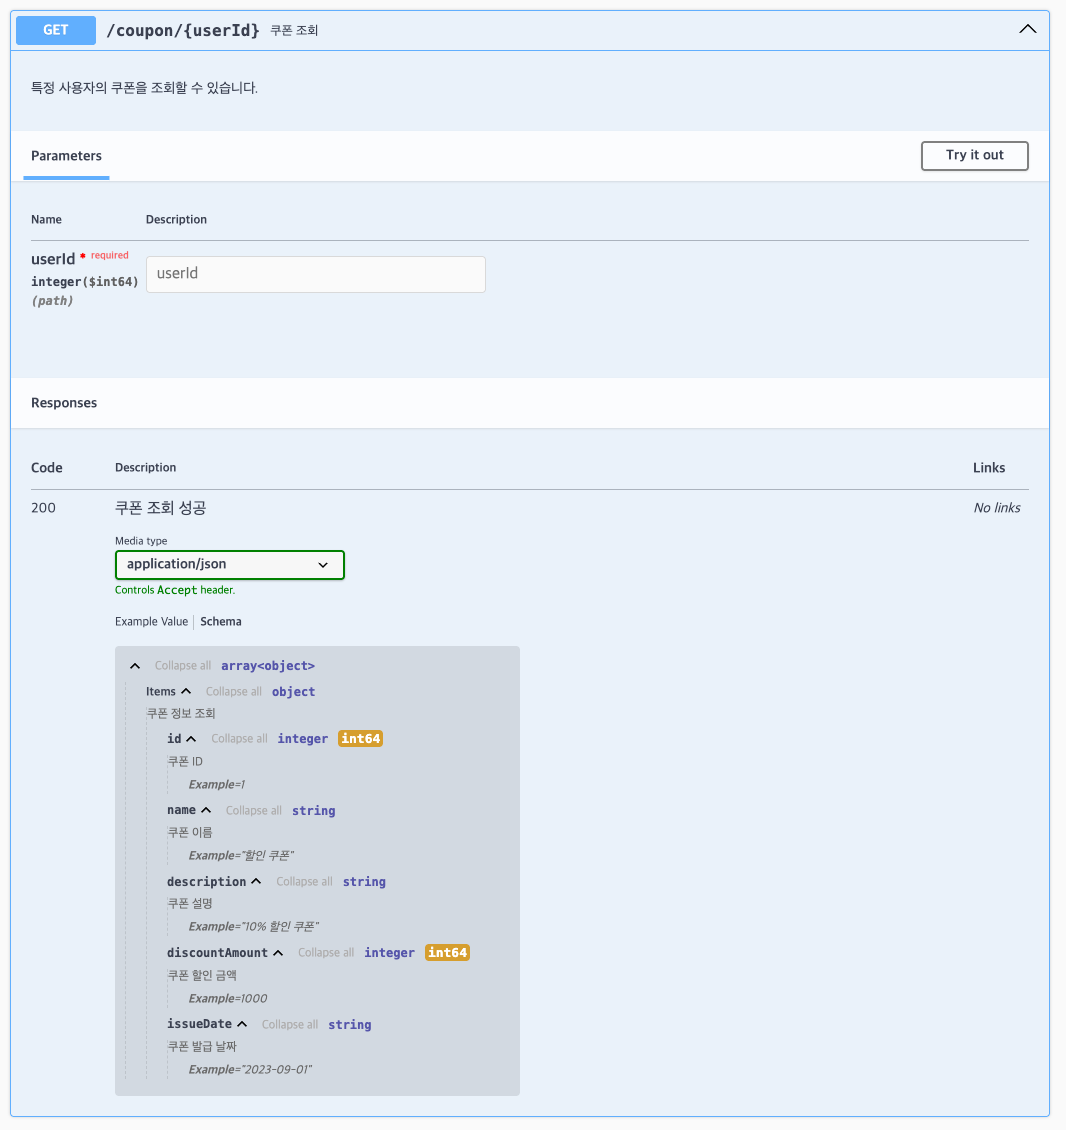 GET /coupon/{userId} 쿠폰 조회
특정 사용자의 쿠폰을 조회할 수 있습니다.
Parameters Try it out
Name Description
userId * required
integer($int64)
(path)
userId
Responses
Code Description Links
200 쿠폰 조회 성공 No links
Media type
application/json
Controls Accept header.
Example Value Schema
Collapse all array<object>
Items Collapse all object
쿠폰 정보 조회
id Collapse all integer int64
쿠폰 ID
Example=1
name Collapse all string
쿠폰 이름
Example="할인 쿠폰"
description Collapse all string
쿠폰 설명
Example="10% 할인 쿠폰"
discountAmount Collapse all integer int64
쿠폰 할인 금액
Example=1000
issueDate Collapse all string
쿠폰 발급 날짜
Example="2023-09-01"